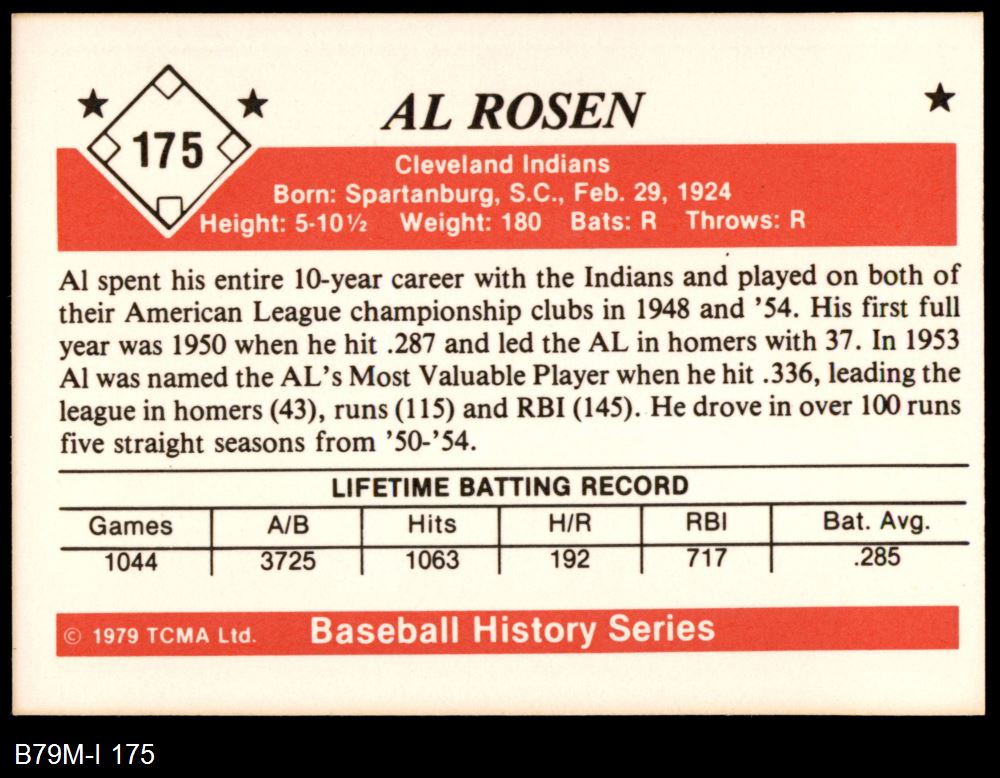 175
AL ROSEN
Cleveland Indians
Born: Spartanburg, S.C., Feb. 29, 1924
Height: 5-10½ Weight: 180 Bats: R Throws: R
Al spent his entire 10-year career with the Indians and played on both of
their American League championship clubs in 1948 and ’54. His first full
year was 1950 when he hit .287 and led the AL in homers with 37. In 1953
Al was named the AL’s Most Valuable Player when he hit .336, leading the
league in homers (43), runs (115) and RBI (145). He drove in over 100 runs
five straight seasons from ’50-’54.
LIFETIME BATTING RECORD
Games A/B Hits H/R RBI Bat. Avg.
1044 3725 1063 192 717 .285
© 1979 TCMA Ltd. Baseball History Series
B79M-I 175